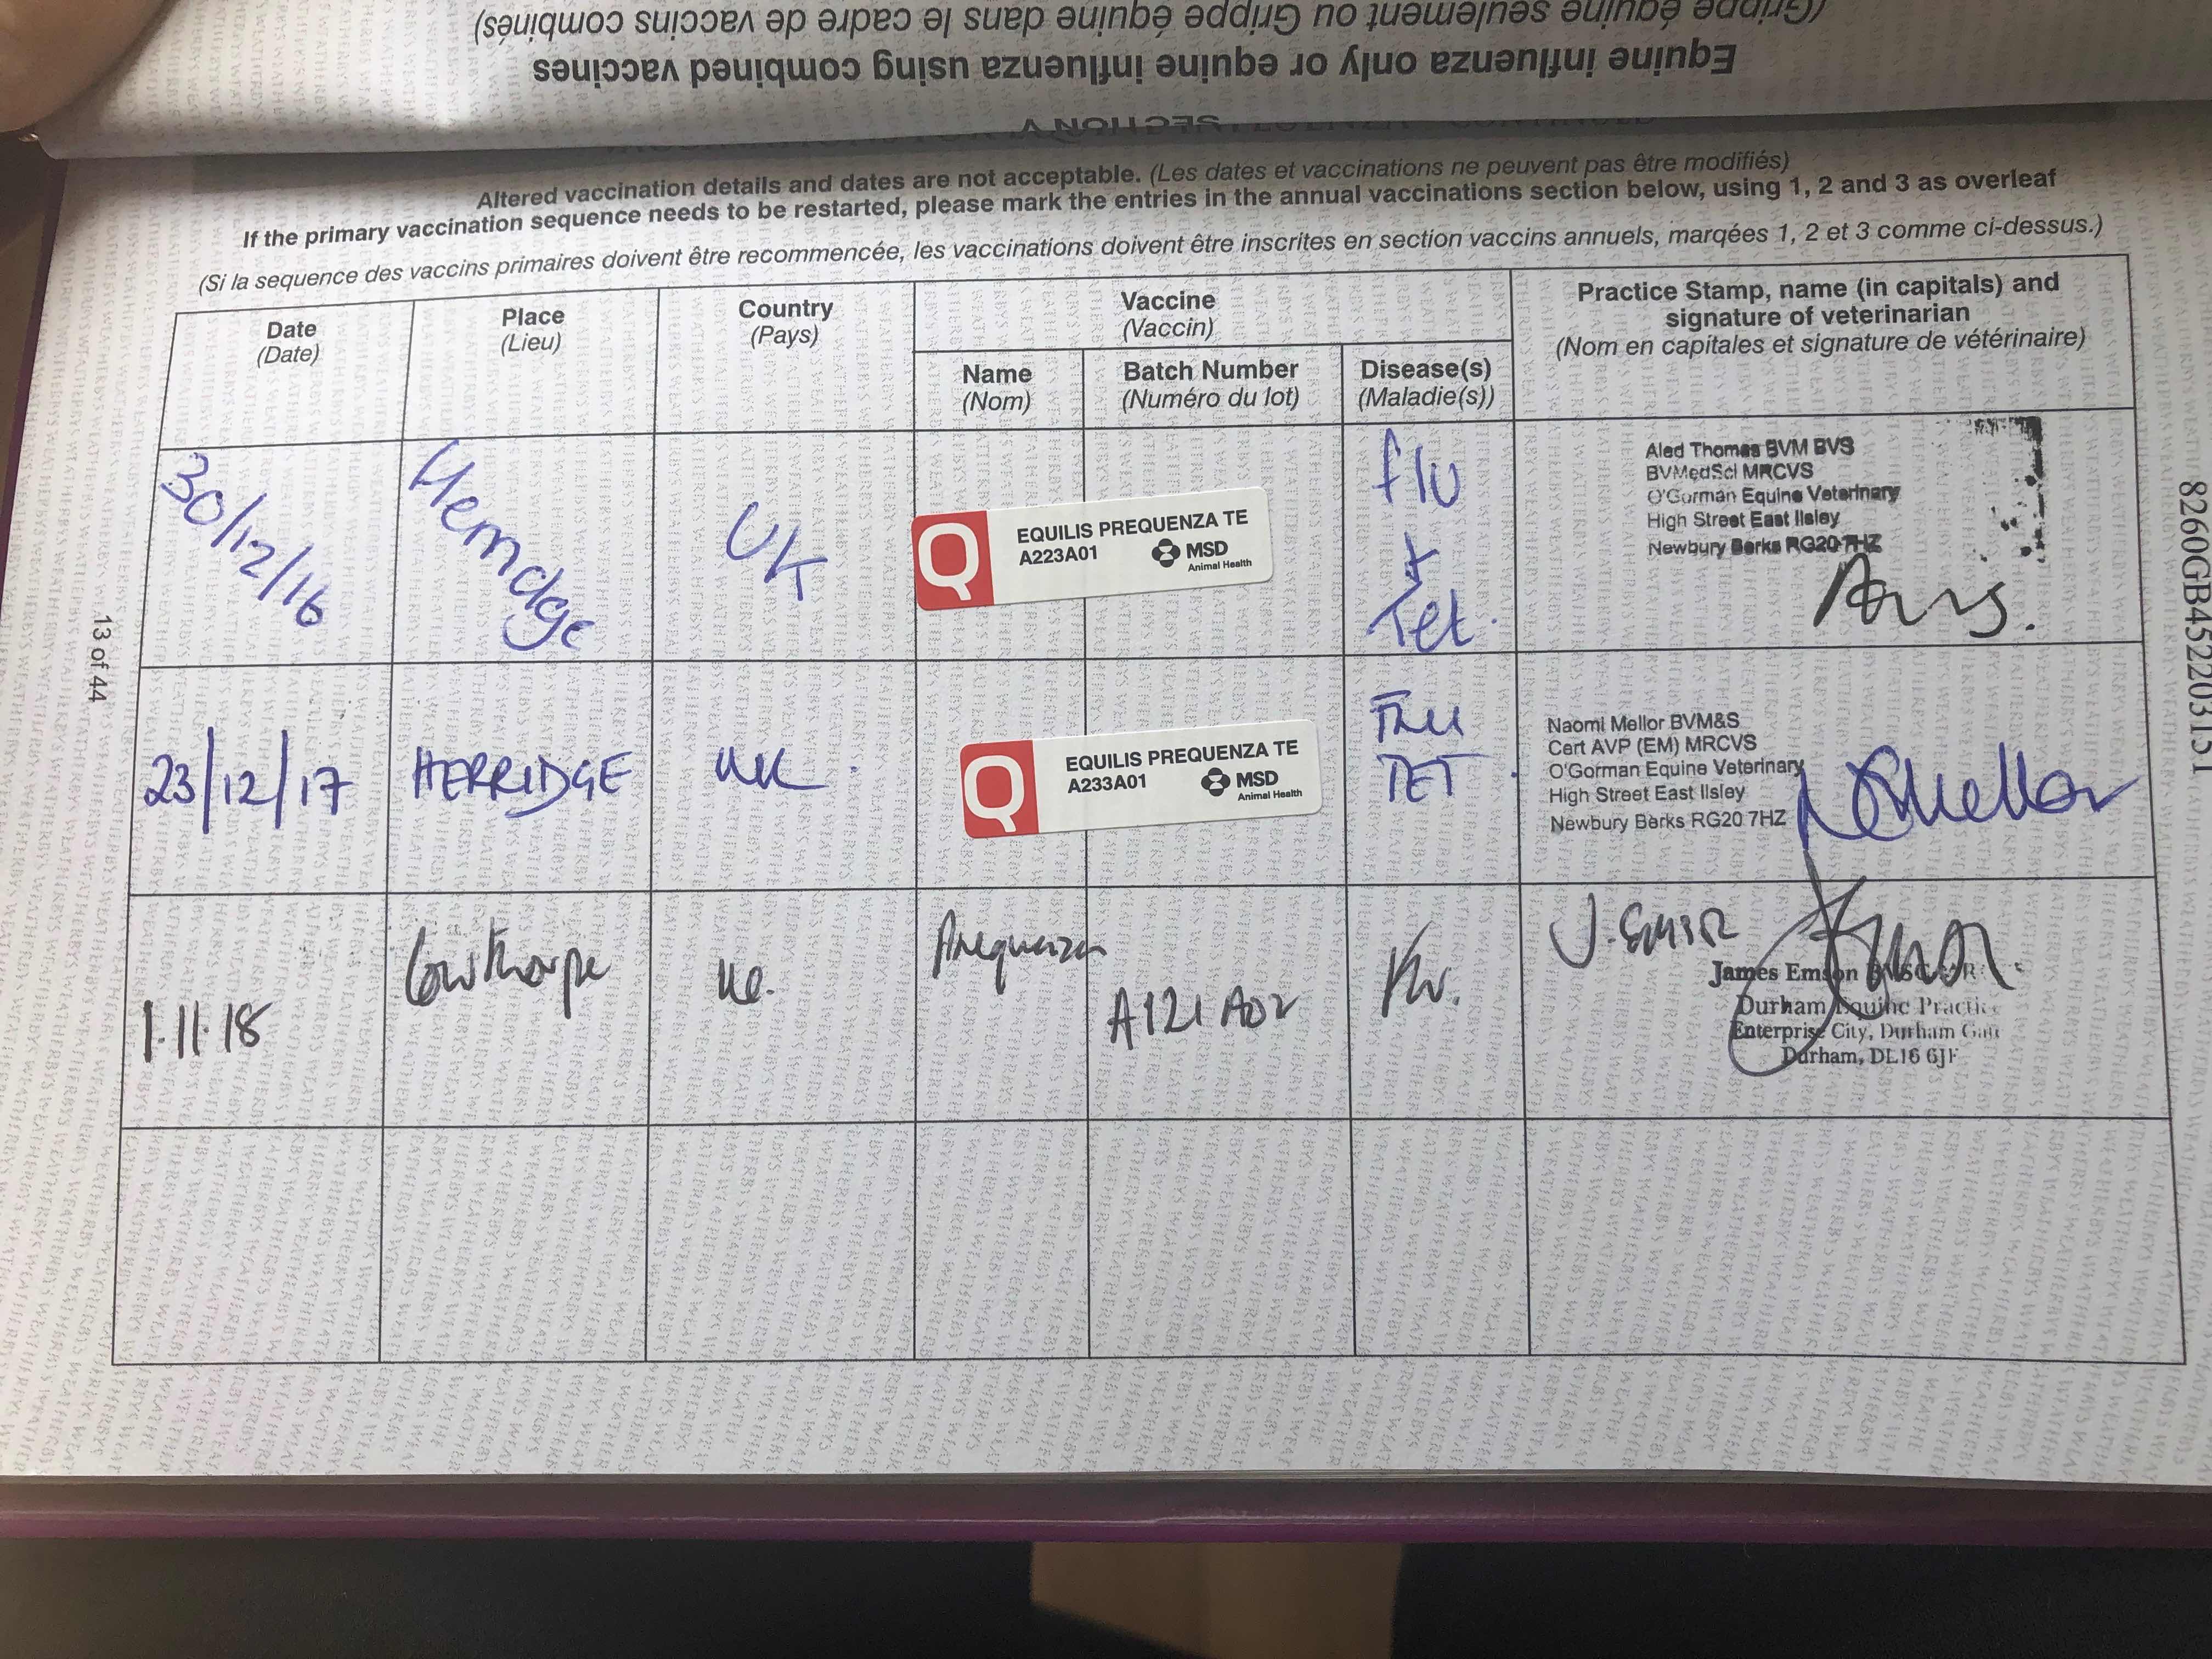 (Grippe équine seulement ou Grippe équine dans le cadre de vaccins combinés)
Equine influenza only or equine influenza using combined vaccines
SECTION A
Altered vaccination details and dates are not acceptable. (Les dates et vaccinations ne peuvent pas être modifiés)
If the primary vaccination sequence needs to be restarted, please mark the entries in the annual vaccinations section below, using 1, 2 and 3 as overleaf
(Si la sequence des vaccins primaires doivent être recommencée, les vaccinations doivent être inscrites en section vaccins annuels, marqées 1, 2 et 3 comme ci-dessus.)
Date
(Date)
Place
(Lieu)
Country
(Pays)
Vaccine
(Vaccin)
Name
(Nom)
Batch Number
(Numéro du lot)
Disease(s)
(Maladie(s))
Practice Stamp, name (in capitals) and
signature of veterinarian
(Nom en capitales et signature de vétérinaire)
30/12/16
UK
Q
EQUILIS PREQUENZA TE
A223A01
MSD
Animal Health
flu
+
Tet.
Aled Thomas BVM BVS
BVMedSci MRCVS
O'Gorman Equine Veterinary
High Street East Ilsley
Newbury Berks RG20 7HZ
23/12/17
HERRIDGE
UK
Q
EQUILIS PREQUENZA TE
A233A01
MSD
Animal Health
FLU
TET
Naomi Mellor BVM&S
Cert AVP (EM) MRCVS
O'Gorman Equine Veterinary
High Street East Ilsley
Newbury Berks RG20 7HZ
1.11.18
Lowthorpe
UK.
Prequenza
A121A02
James Emson
Durham Equine Practice
Enterprise City, Durham Gate
Durham, DL16 6JF
13 of 44
8260GB452203151